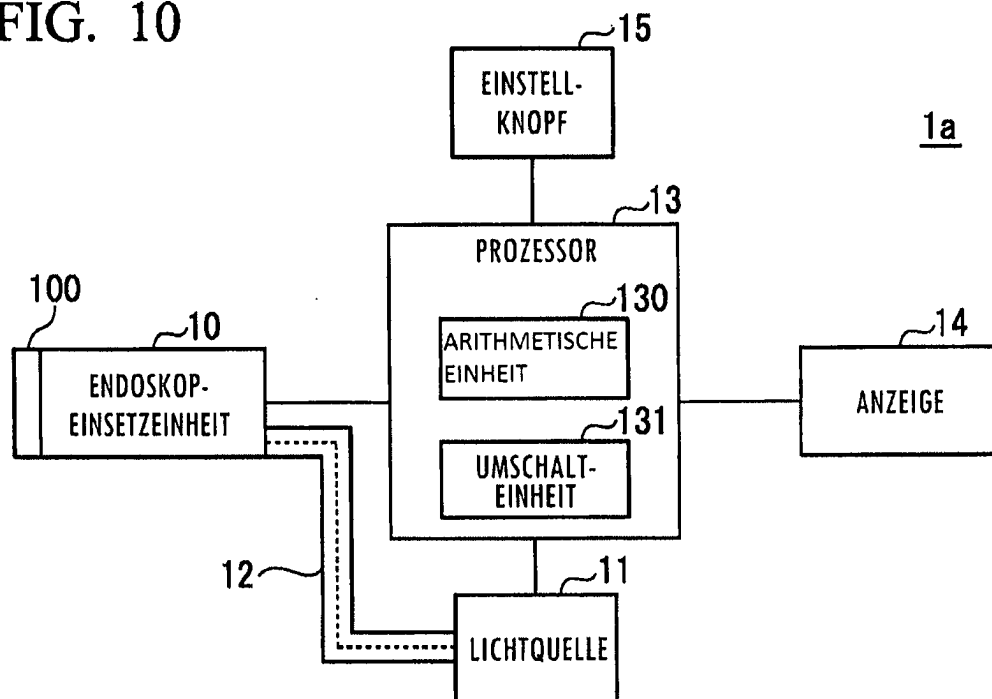 FIG. 10
15
EINSTELL-
KNOPF
1a
13
PROZESSOR
100
10
ENDOSKOP-
EINSETZEINHEIT
130
ARITHMETISCHE
EINHEIT
131
UMSCHALT-
EINHEIT
14
ANZEIGE
12
11
LICHTQUELLE